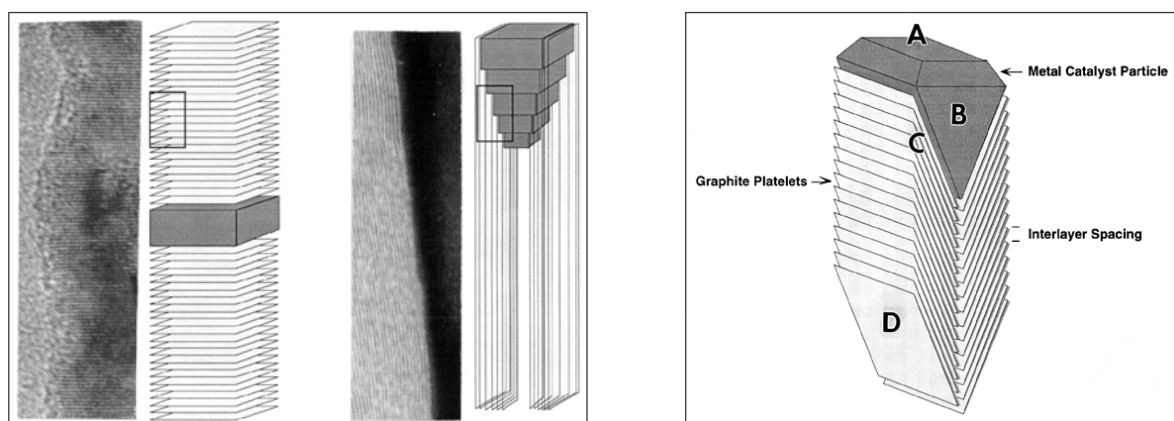 A
Metal Catalyst Particle
B
C
Graphite Platelets
Interlayer Spacing
D